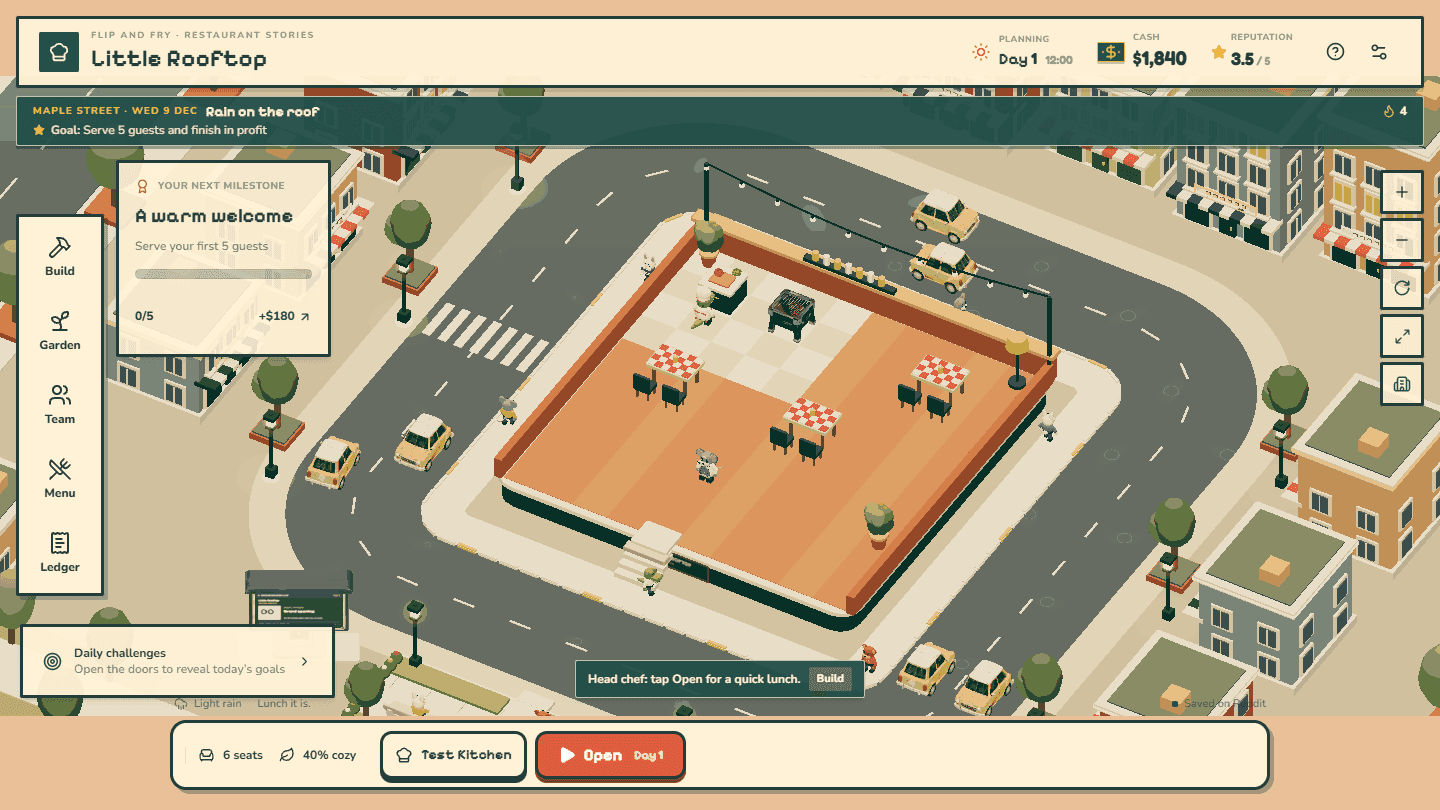 FLIP AND FRY · RESTAURANT STORIES
Little Rooftop
PLANNING
Day 1 12:00
CASH
$1,840
REPUTATION
3.5 / 5
MAPLE STREET · WED 9 DEC Rain on the roof
Goal: Serve 5 guests and finish in profit
4
YOUR NEXT MILESTONE
A warm welcome
Serve your first 5 guests
0/5 +$180
Build
Garden
Team
Menu
Ledger
Daily challenges
Open the doors to reveal today's goals
Head chef: tap Open for a quick lunch. Build
Light rain Lunch it is.
Saved on Reddit
6 seats 40% cozy Test Kitchen Open Day 1